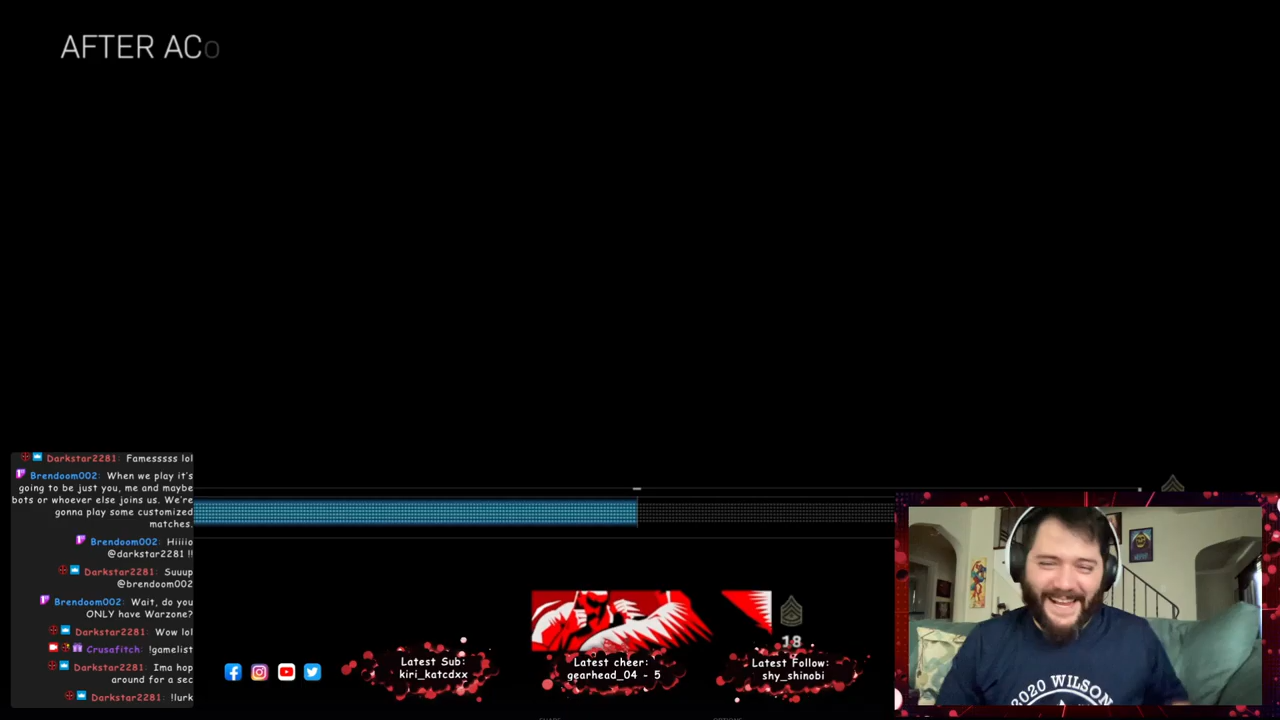 AFTER ACO
Darkstar2281: Famesssss lol
Brendoom002: When we play it's
going to be just you, me and maybe
bots or whoever else joins us. We're
gonna play some customized
matches.
Brendoom002: Hiiiio
@darkstar2281 !!
Darkstar2281: Suuup
@brendoom002
Brendoom002: Wait, do you
ONLY have Warzone?
Darkstar2281: Wow lol
Crusafitch: !gamelist
Darkstar2281: Ima hop
around for a sec
Darkstar2281: !lurk
Latest Sub:
kiri_katcdxx
Latest cheer:
gearhead_04 - 5
18
Latest Follow:
shy_shinobi
2020 WILSON